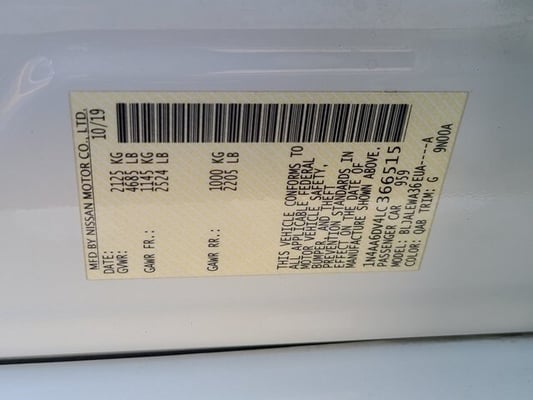 MFD BY NISSAN MOTOR CO., LTD.
DATE: 10/19
GVWR: 2125 KG
4685 LB
GAWR FR.: 1145 KG
2524 LB
GAWR RR.: 1000 KG
2205 LB
THIS VEHICLE CONFORMS TO
ALL APPLICABLE FEDERAL
MOTOR VEHICLE SAFETY,
BUMPER, AND THEFT
PREVENTION STANDARDS IN
EFFECT ON THE DATE OF
MANUFACTURE SHOWN ABOVE.
1N4AA6DV4LC366515
PASSENGER CAR 959
MODEL: BLJALEWA36EUA----A
COLOR: QAB TRIM: G 9N00A